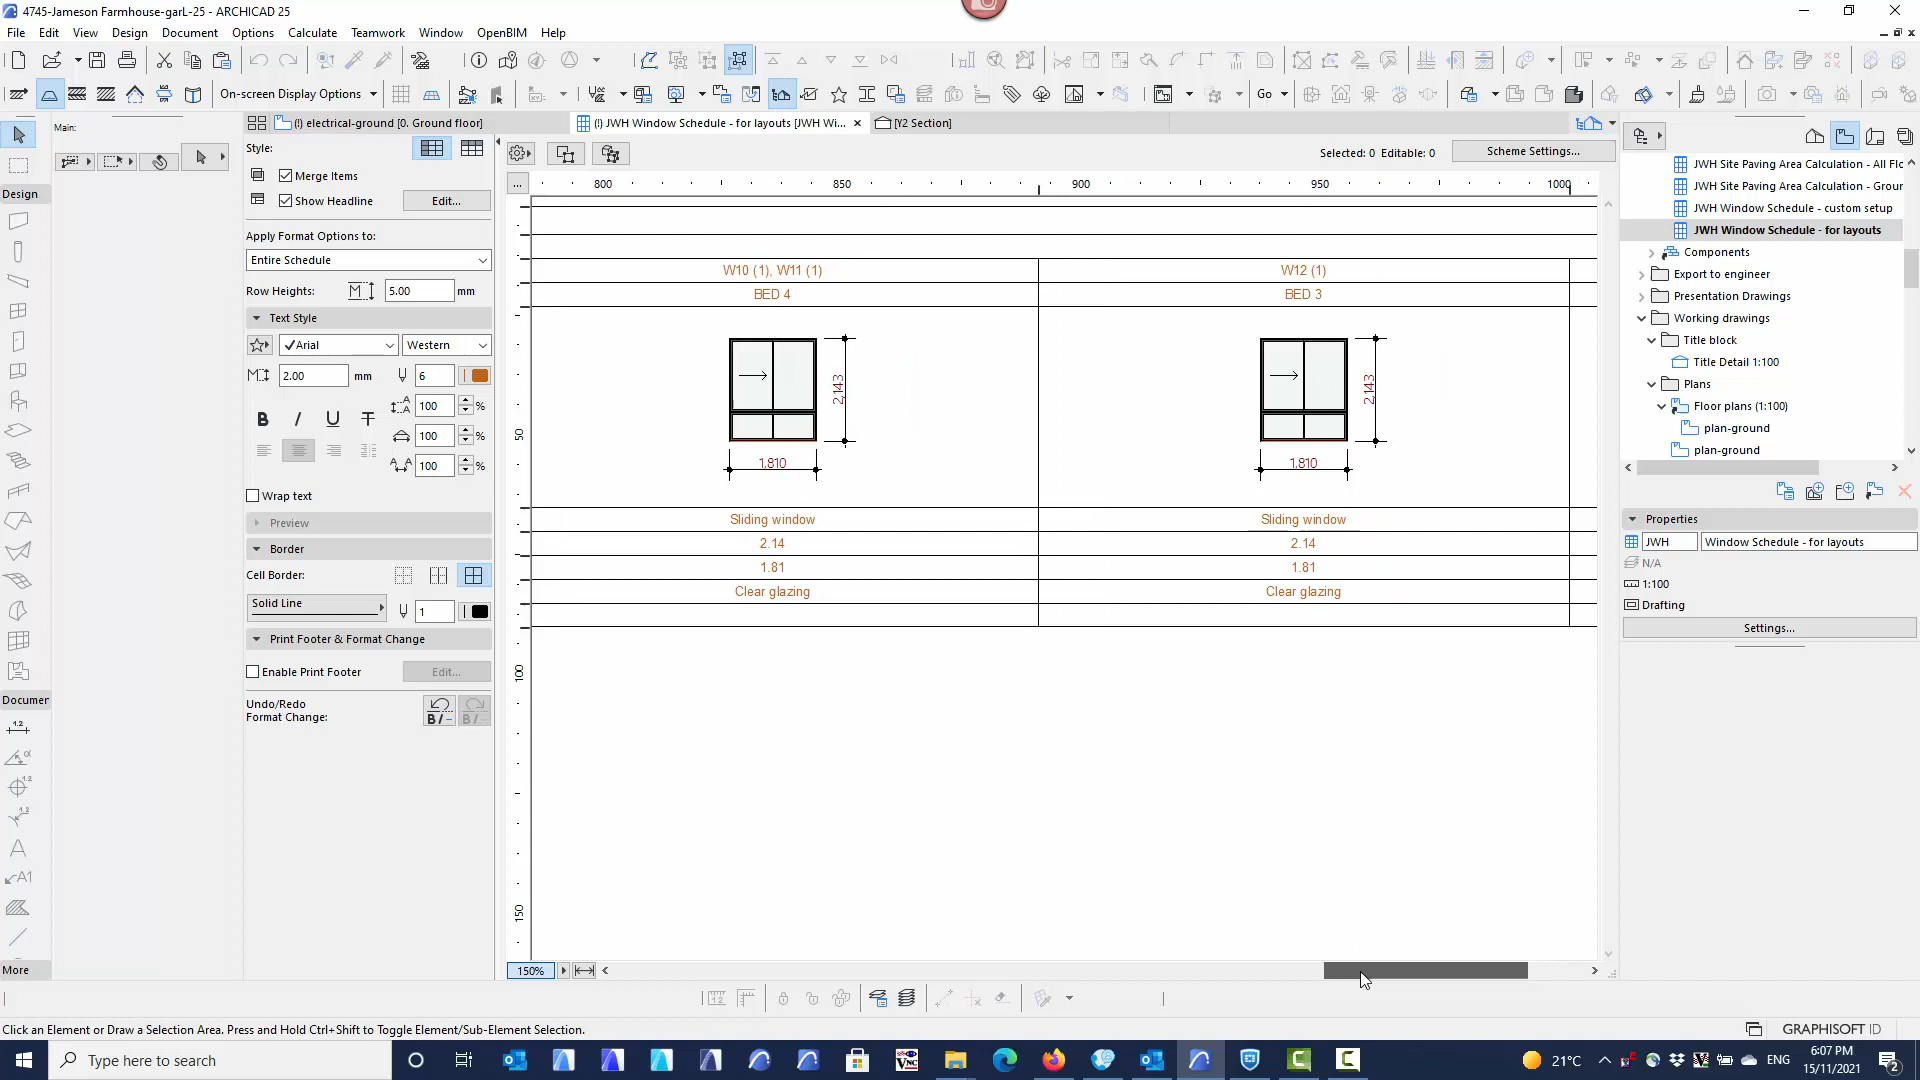 4745-Jameson Farmhouse-garL-25 - ARCHICAD 25
File Edit View Design Document Options Calculate Teamwork Window OpenBIM Help
On-screen Display Options
Go
Main:
(!) electrical-ground [0. Ground floor]
(!) JWH Window Schedule - for layouts [JWH Wi...
[Y2 Section]
Style:
Merge Items
Show Headline
Edit...
Apply Format Options to:
Entire Schedule
Row Heights:
5.00
mm
Text Style
Arial
Western
2.00
mm
6
100
%
B I U T
100
%
100
%
Wrap text
Preview
Border
Cell Border:
Solid Line
1
Print Footer & Format Change
Enable Print Footer
Edit...
Undo/Redo
Format Change:
Design
Documen
More
Selected: 0 Editable: 0
Scheme Settings...
800 850 900 950 1000
50
100
150
W10 (1), W11 (1)
W12 (1)
BED 4
BED 3
2,143
1,810
2,143
1,810
Sliding window
Sliding window
2.14
2.14
1.81
1.81
Clear glazing
Clear glazing
150%
JWH Site Paving Area Calculation - All Flo
JWH Site Paving Area Calculation - Grour
JWH Window Schedule - custom setup
JWH Window Schedule - for layouts
Components
Export to engineer
Presentation Drawings
Working drawings
Title block
Title Detail 1:100
Plans
Floor plans (1:100)
plan-ground
plan-ground
Properties
JWH
Window Schedule - for layouts
N/A
1:100
Drafting
Settings...
Click an Element or Draw a Selection Area. Press and Hold Ctrl+Shift to Toggle Element/Sub-Element Selection.
GRAPHISOFT ID
Type here to search
21°C
ENG
6:07 PM
15/11/2021
2